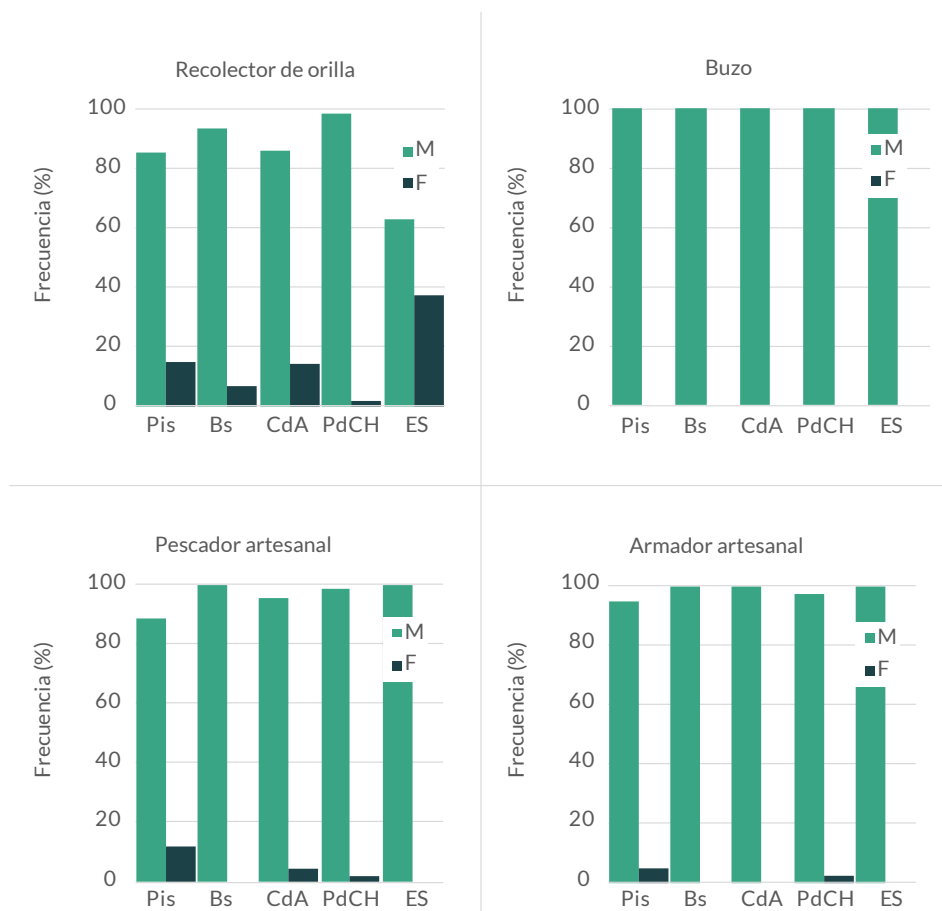 Recolector de orilla
Frecuencia (%)
100
80
60
40
20
0
M
F
Pis Bs CdA PdCH ES
Buzo
Frecuencia (%)
100
80
60
40
20
0
M
F
Pis Bs CdA PdCH ES
Pescador artesanal
Frecuencia (%)
100
80
60
40
20
0
M
F
Pis Bs CdA PdCH ES
Armador artesanal
Frecuencia (%)
100
80
60
40
20
0
M
F
Pis Bs CdA PdCH ES